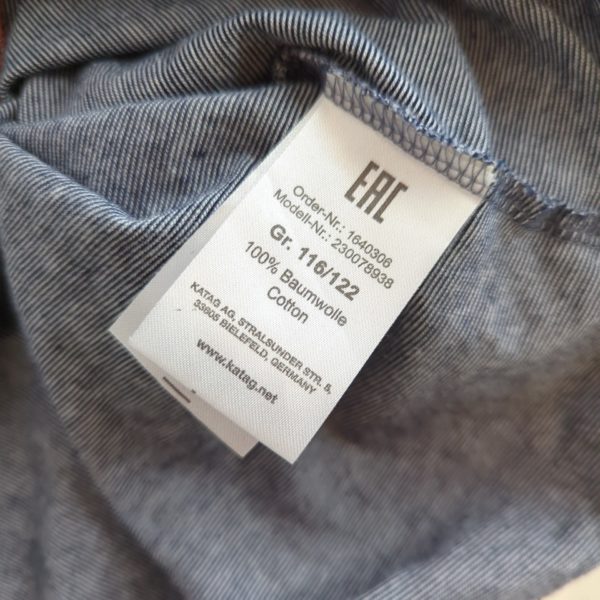 EAC
Order-Nr.: 1640306
Modell-Nr.: 230078938
Gr. 116/122
100% Baumwolle
Cotton
KATAG AG, STRALSUNDER STR. 5,
33605 BIELEFELD, GERMANY
www.katag.net